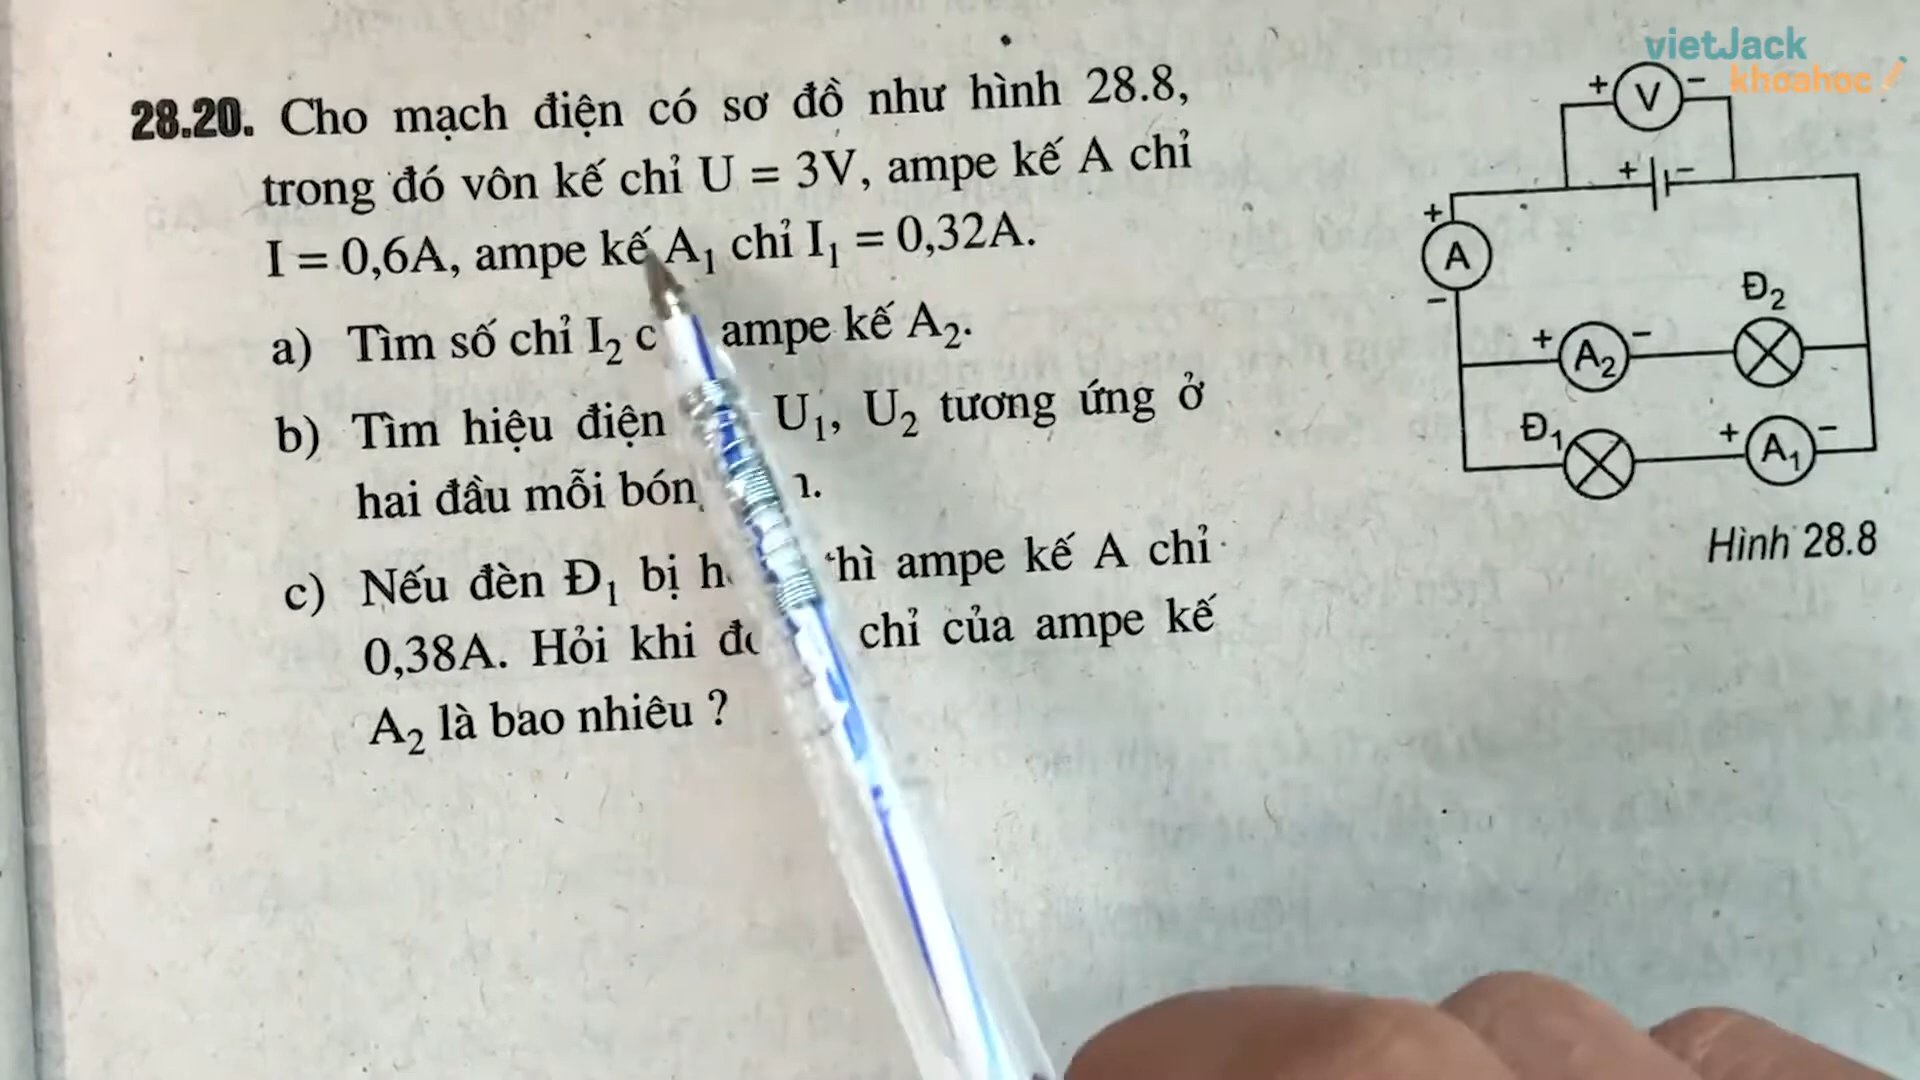 vietJack
khoahoc
28.20. Cho mạch điện có sơ đồ như hình 28.8,
trong đó vôn kế chỉ U = 3V, ampe kế A chỉ
I = 0,6A, ampe kế A₁ chỉ I₁ = 0,32A.
a) Tìm số chỉ I₂ c ampe kế A₂.
b) Tìm hiệu điện U₁, U₂ tương ứng ở
hai đầu mỗi bón
c) Nếu đèn Đ₁ bị thì ampe kế A chỉ
0,38A. Hỏi khi chỉ của ampe kế
A₂ là bao nhiêu ?
+ V -
+ -
+
A
-
Đ₂
+ A₂ -
Đ₁ + A₁ -
Hình 28.8